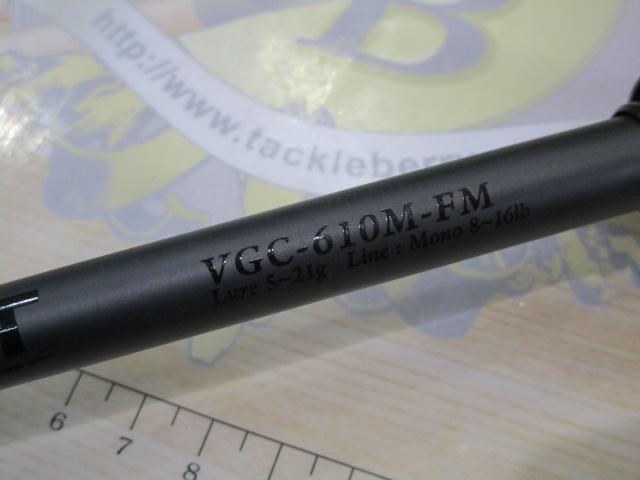 B
http://www.tackleberr
VGC-610M-FM
Lure 5~21g Line : Mono 8~16lb
T
6 7 8